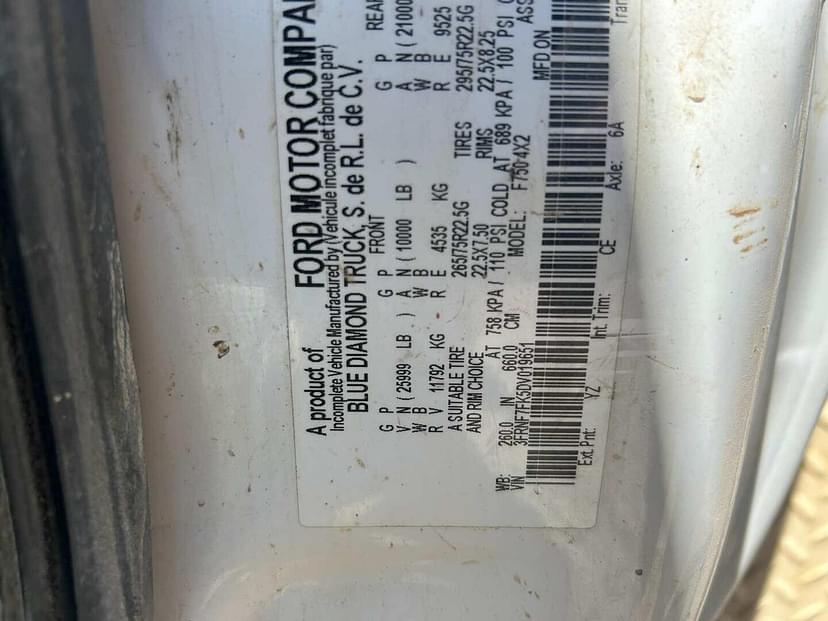 A product of FORD MOTOR COMPA
Incomplete Vehicle Manufactured by (Véhicule incomplet fabrique par)
BLUE DIAMOND TRUCK, S. de R.L. de C.V.
FRONT REAR
G P G P G P
V N ( 25999 LB ) A N ( 10000 LB ) A N ( 21000
W B W B W B
R V 11792 KG R E 4535 KG R E 9525
A SUITABLE TIRE 265/75R22.5G TIRES 295/75R22.5G
AND RIM CHOICE 22.5X7.50 RIMS 22.5X8.25
AT 758 KPA / 110 PSI COLD AT 689 KPA / 100 PSI
WB: 260.0 IN 660.0 CM MODEL: F750 4X2 MFD ON ASS
VIN 3FRNF7FK5DV019651
Ext. Pnt: YZ Int. Trim: CE Axle: 6A Tran